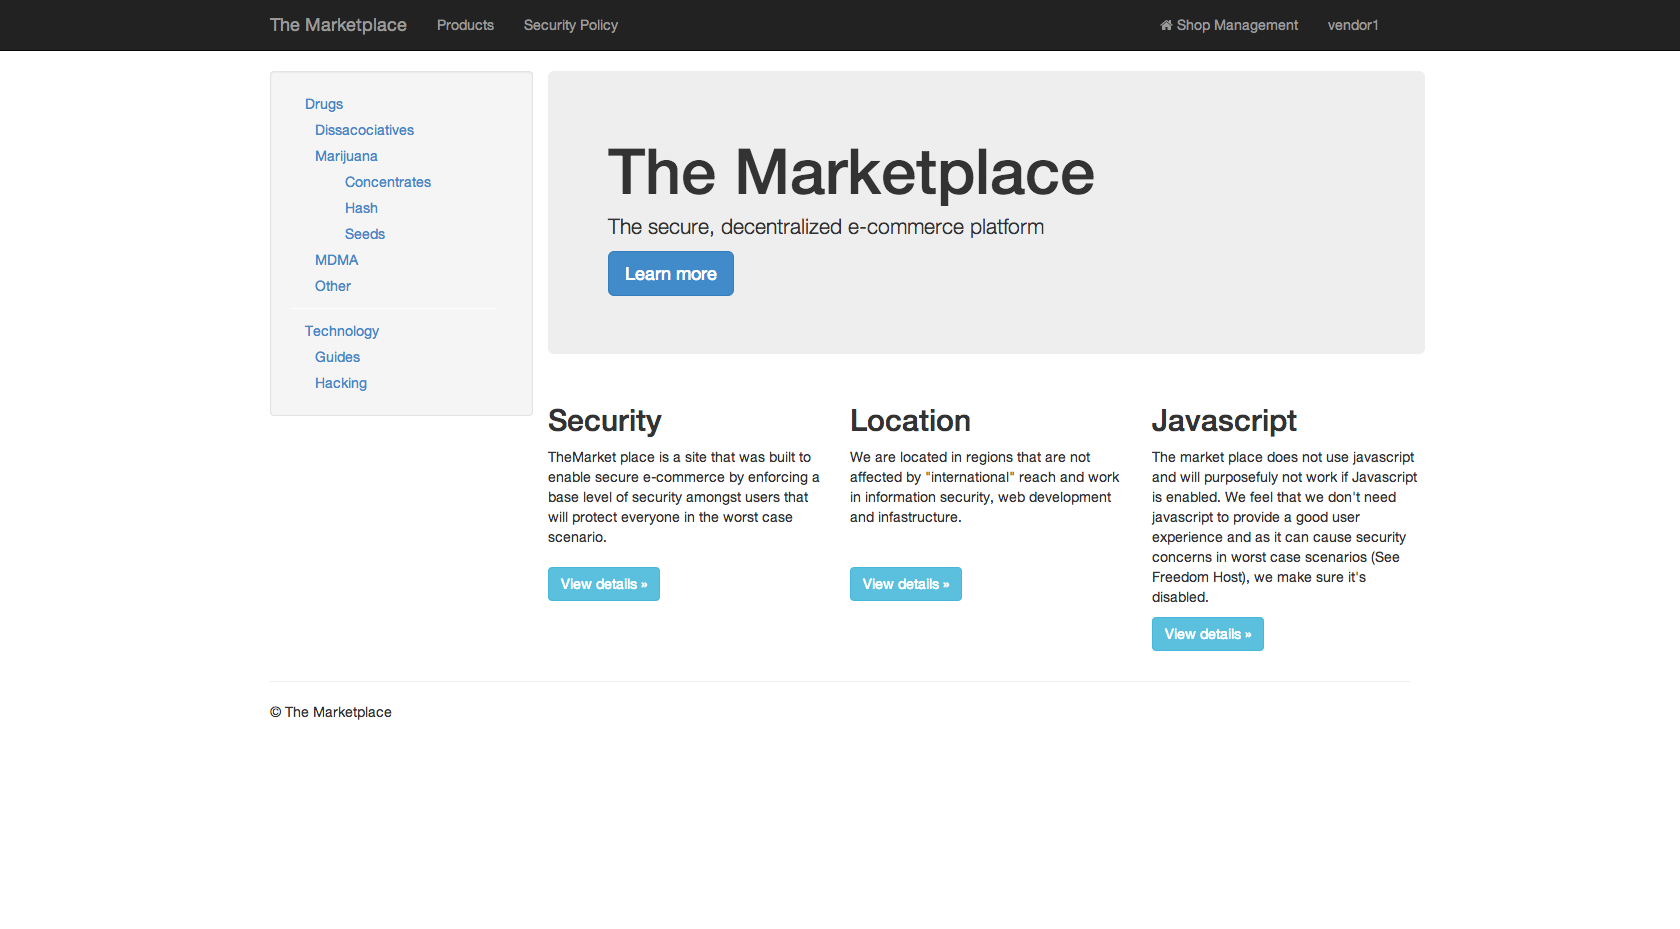 The Marketplace
Products
Security Policy
Shop Management
vendor1
Drugs
Dissacociatives
Marijuana
Concentrates
Hash
Seeds
MDMA
Other
Technology
Guides
Hacking
The Marketplace
The secure, decentralized e-commerce platform
Learn more
Security
TheMarket place is a site that was built to
enable secure e-commerce by enforcing a
base level of security amongst users that
will protect everyone in the worst case
scenario.
View details »
Location
We are located in regions that are not
affected by "international" reach and work
in information security, web development
and infastructure.
View details »
Javascript
The market place does not use javascript
and will purposefuly not work if Javascript
is enabled. We feel that we don't need
javascript to provide a good user
experience and as it can cause security
concerns in worst case scenarios (See
Freedom Host), we make sure it's
disabled.
View details »
© The Marketplace